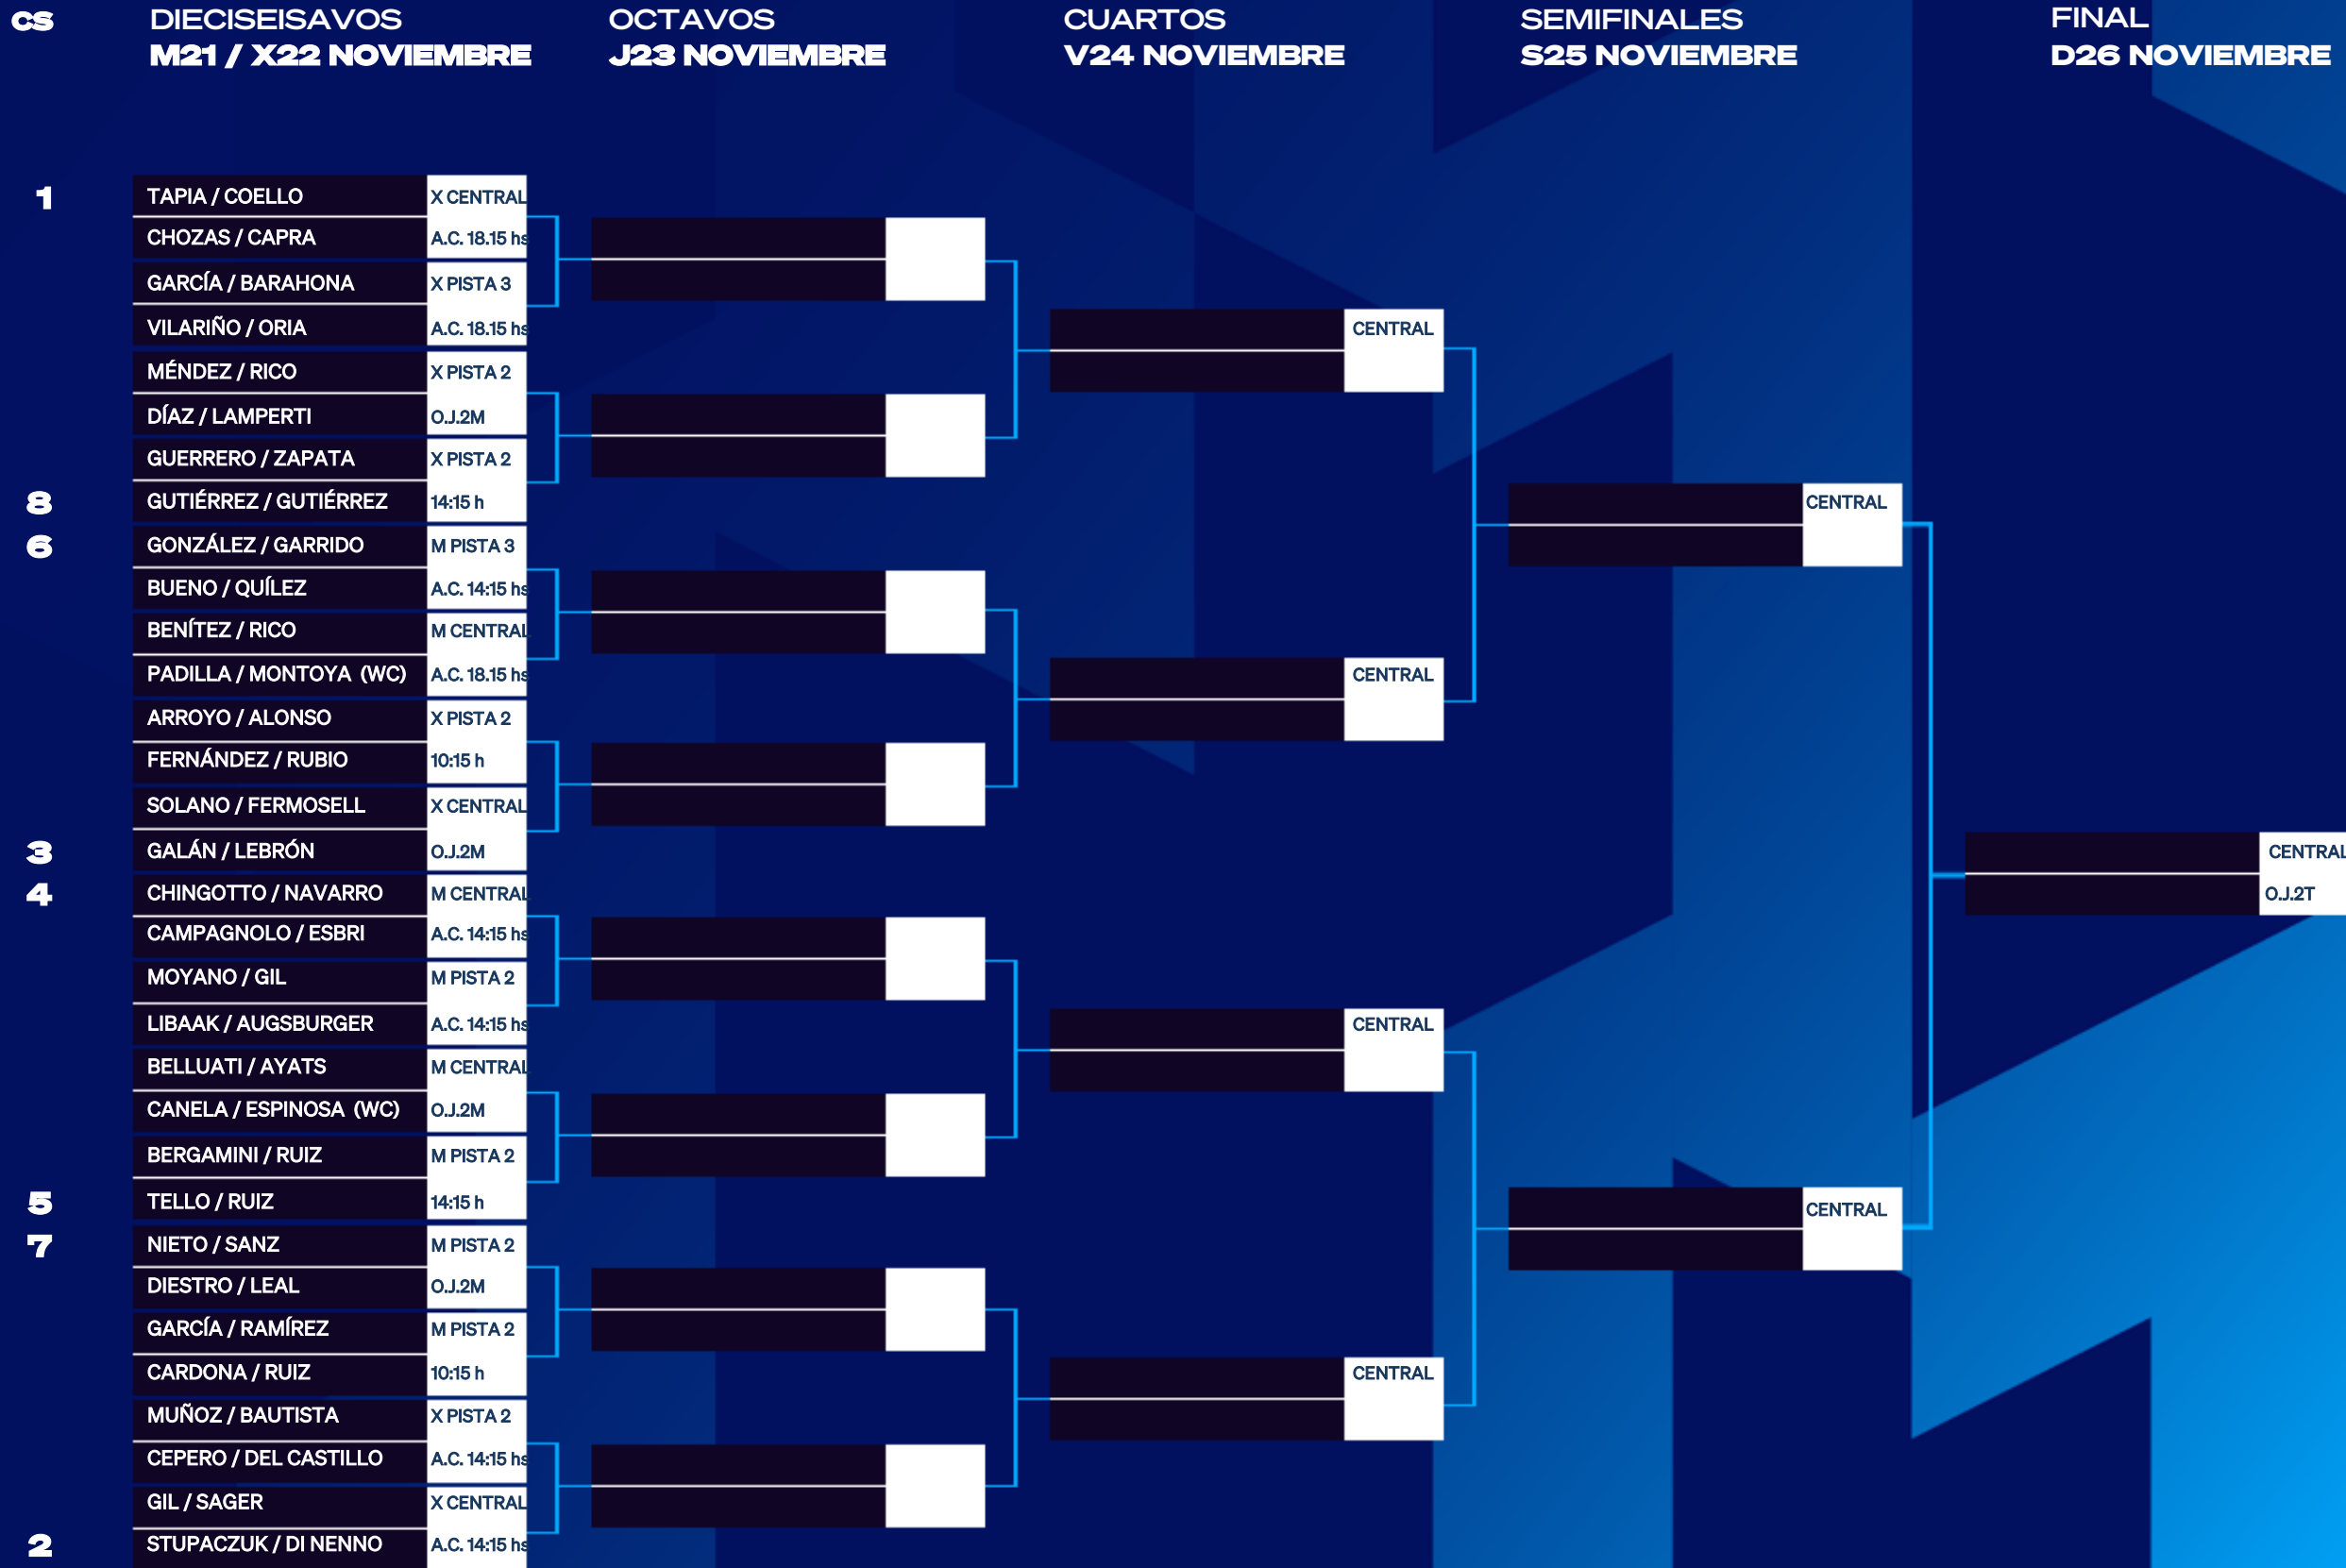 CS
DIECISEISAVOS
M21 / X22 NOVIEMBRE
OCTAVOS
J23 NOVIEMBRE
CUARTOS
V24 NOVIEMBRE
SEMIFINALES
S25 NOVIEMBRE
FINAL
D26 NOVIEMBRE
1 TAPIA / COELLO X CENTRAL
CHOZAS / CAPRA A.C. 18.15 hs
GARCÍA / BARAHONA X PISTA 3
VILARIÑO / ORIA A.C. 18.15 hs
MÉNDEZ / RICO X PISTA 2
DÍAZ / LAMPERTI O.J.2M
GUERRERO / ZAPATA X PISTA 2
8 GUTIÉRREZ / GUTIÉRREZ 14:15 h
6 GONZÁLEZ / GARRIDO M PISTA 3
BUENO / QUÍLEZ A.C. 14:15 hs
BENÍTEZ / RICO M CENTRAL
PADILLA / MONTOYA (WC) A.C. 18.15 hs
ARROYO / ALONSO X PISTA 2
FERNÁNDEZ / RUBIO 10:15 h
SOLANO / FERMOSELL X CENTRAL
3 GALÁN / LEBRÓN O.J.2M
4 CHINGOTTO / NAVARRO M CENTRAL
CAMPAGNOLO / ESBRI A.C. 14:15 hs
MOYANO / GIL M PISTA 2
LIBAAK / AUGSBURGER A.C. 14:15 hs
BELLUATI / AYATS M CENTRAL
CANELA / ESPINOSA (WC) O.J.2M
BERGAMINI / RUIZ M PISTA 2
5 TELLO / RUIZ 14:15 h
7 NIETO / SANZ M PISTA 2
DIESTRO / LEAL O.J.2M
GARCÍA / RAMÍREZ M PISTA 2
CARDONA / RUIZ 10:15 h
MUÑOZ / BAUTISTA X PISTA 2
CEPERO / DEL CASTILLO A.C. 14:15 hs
GIL / SAGER X CENTRAL
2 STUPACZUK / DI NENNO A.C. 14:15 hs
CENTRAL
CENTRAL
CENTRAL
CENTRAL
CENTRAL
CENTRAL
CENTRAL
O.J.2T